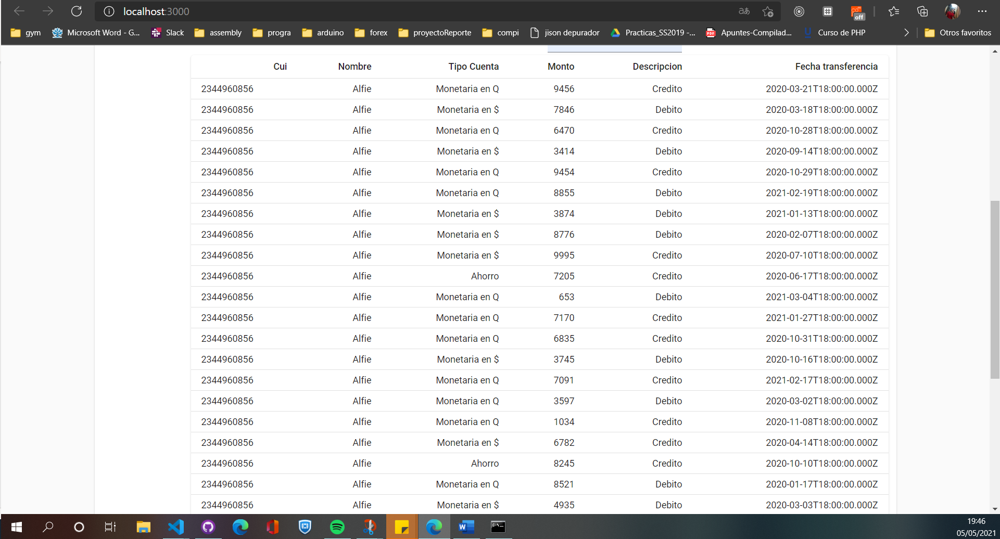 localhost:3000
aあ
off
gym Microsoft Word - G... Slack assembly progra arduino forex proyectoReporte compi jison depurador Practicas_SS2019 -... PDF Apuntes-Compilad... U Curso de PHP Otros favoritos
Cui Nombre Tipo Cuenta Monto Descripcion Fecha transferencia
2344960856 Alfie Monetaria en Q 9456 Credito 2020-03-21T18:00:00.000Z
2344960856 Alfie Monetaria en $ 7846 Debito 2020-03-18T18:00:00.000Z
2344960856 Alfie Monetaria en Q 6470 Credito 2020-10-28T18:00:00.000Z
2344960856 Alfie Monetaria en $ 3414 Debito 2020-09-14T18:00:00.000Z
2344960856 Alfie Monetaria en Q 9454 Credito 2020-10-29T18:00:00.000Z
2344960856 Alfie Monetaria en Q 8855 Debito 2021-02-19T18:00:00.000Z
2344960856 Alfie Monetaria en $ 3874 Debito 2021-01-13T18:00:00.000Z
2344960856 Alfie Monetaria en $ 8776 Debito 2020-02-07T18:00:00.000Z
2344960856 Alfie Monetaria en $ 9995 Credito 2020-07-10T18:00:00.000Z
2344960856 Alfie Ahorro 7205 Credito 2020-06-17T18:00:00.000Z
2344960856 Alfie Monetaria en Q 653 Debito 2021-03-04T18:00:00.000Z
2344960856 Alfie Monetaria en Q 7170 Credito 2021-01-27T18:00:00.000Z
2344960856 Alfie Monetaria en Q 6835 Credito 2020-10-31T18:00:00.000Z
2344960856 Alfie Monetaria en $ 3745 Debito 2020-10-16T18:00:00.000Z
2344960856 Alfie Monetaria en Q 7091 Credito 2021-02-17T18:00:00.000Z
2344960856 Alfie Monetaria en Q 3597 Debito 2020-03-02T18:00:00.000Z
2344960856 Alfie Monetaria en Q 1034 Credito 2020-11-08T18:00:00.000Z
2344960856 Alfie Monetaria en $ 6782 Credito 2020-04-14T18:00:00.000Z
2344960856 Alfie Ahorro 8245 Credito 2020-10-10T18:00:00.000Z
2344960856 Alfie Monetaria en Q 8521 Debito 2020-01-17T18:00:00.000Z
2344960856 Alfie Monetaria en $ 4935 Debito 2020-03-03T18:00:00.000Z
19:46
05/05/2021